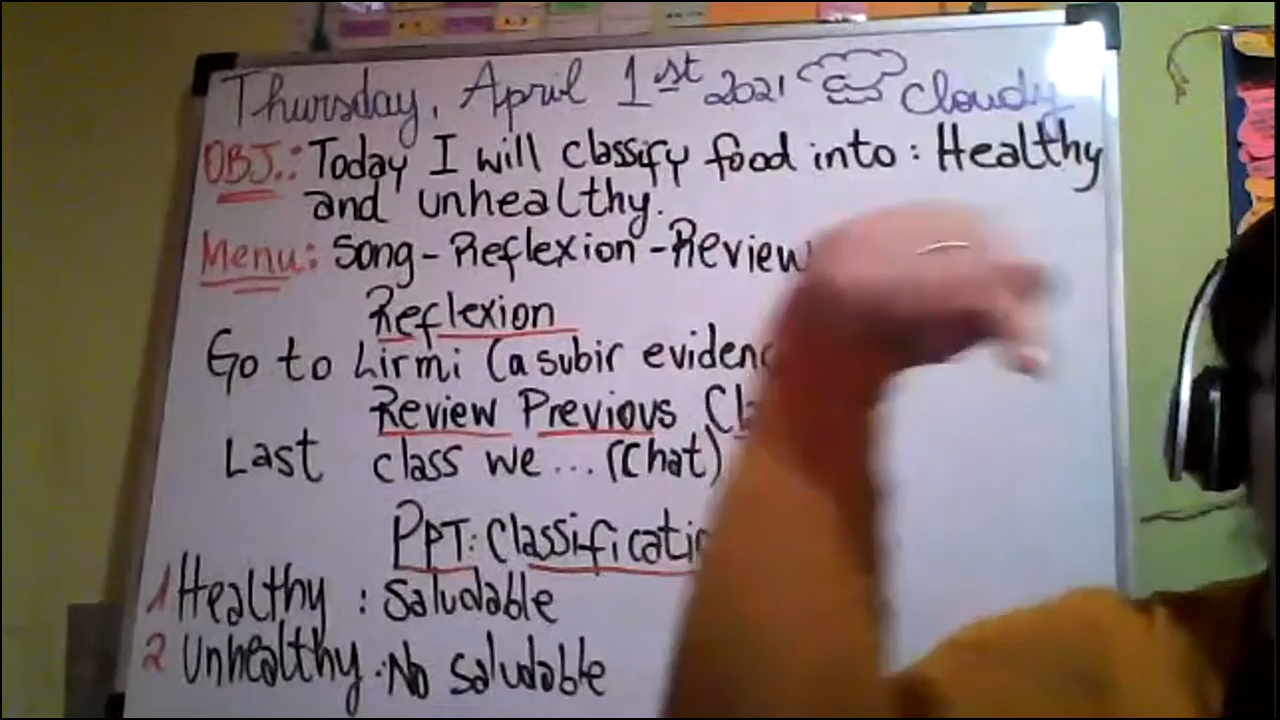 Thursday, April 1st 2021 Cloudy
OBJ.: Today I will classify food into: Healthy
and unhealthy.
Menu: Song - Reflexion - Review
Reflexion
Go to Lirmi (a subir
Review Previous
Last class we ... (Chat)
PPT: 
1 Healthy : Saludable
2 Unhealthy : No saludable